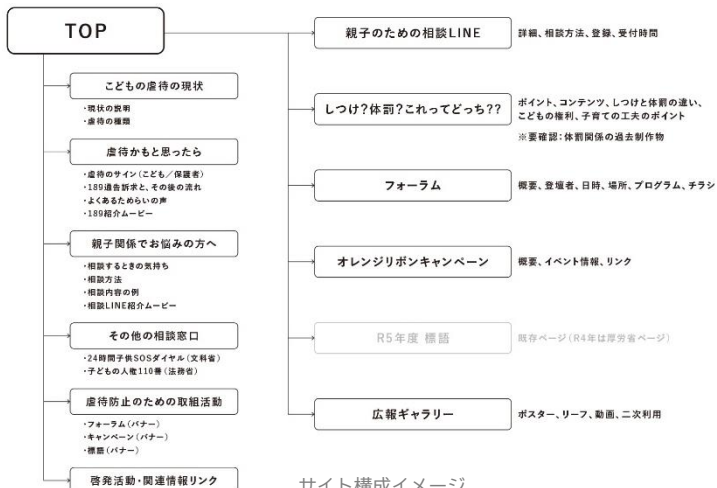 TOP
こどもの虐待の現状
・現状の説明
・虐待の種類
虐待かもと思ったら
・虐待のサイン(こども/保護者)
・189通告訴求と、その後の流れ
・よくあるためらいの声
・189紹介ムービー
親子関係でお悩みの方へ
・相談するときの気持ち
・相談方法
・相談内容の例
・相談LINE紹介ムービー
その他の相談窓口
・24時間子供SOSダイヤル(文科省)
・子どもの人権110番(法務省)
虐待防止のための取組活動
・フォーラム(バナー)
・キャンペーン(バナー)
・標語(バナー)
啓発活動・関連情報リンク
親子のための相談LINE
詳細、相談方法、登録、受付時間
しつけ?体罰?これってどっち??
ポイント、コンテンツ、しつけと体罰の違い、
こどもの権利、子育ての工夫のポイント
※要確認:体罰関係の過去制作物
フォーラム
概要、登壇者、日時、場所、プログラム、チラシ
オレンジリボンキャンペーン
概要、イベント情報、リンク
R5年度 標語
既存ページ(R4年は厚労省ページ)
広報ギャラリー
ポスター、リーフ、動画、二次利用
サイト構成イメージ